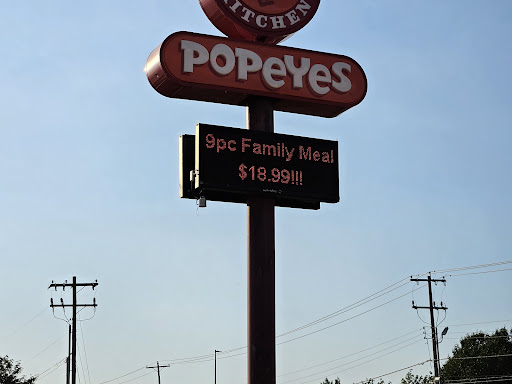 KITCHEN
POPEYES
9pc Family Meal
$18.99!!!